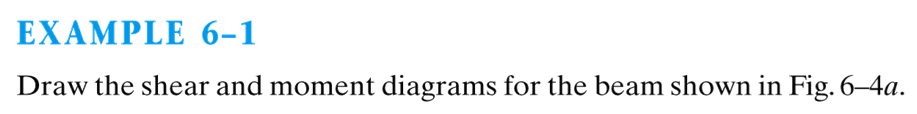 EXAMPLE 6–1
Draw the shear and moment diagrams for the beam shown in Fig. 6–4a.